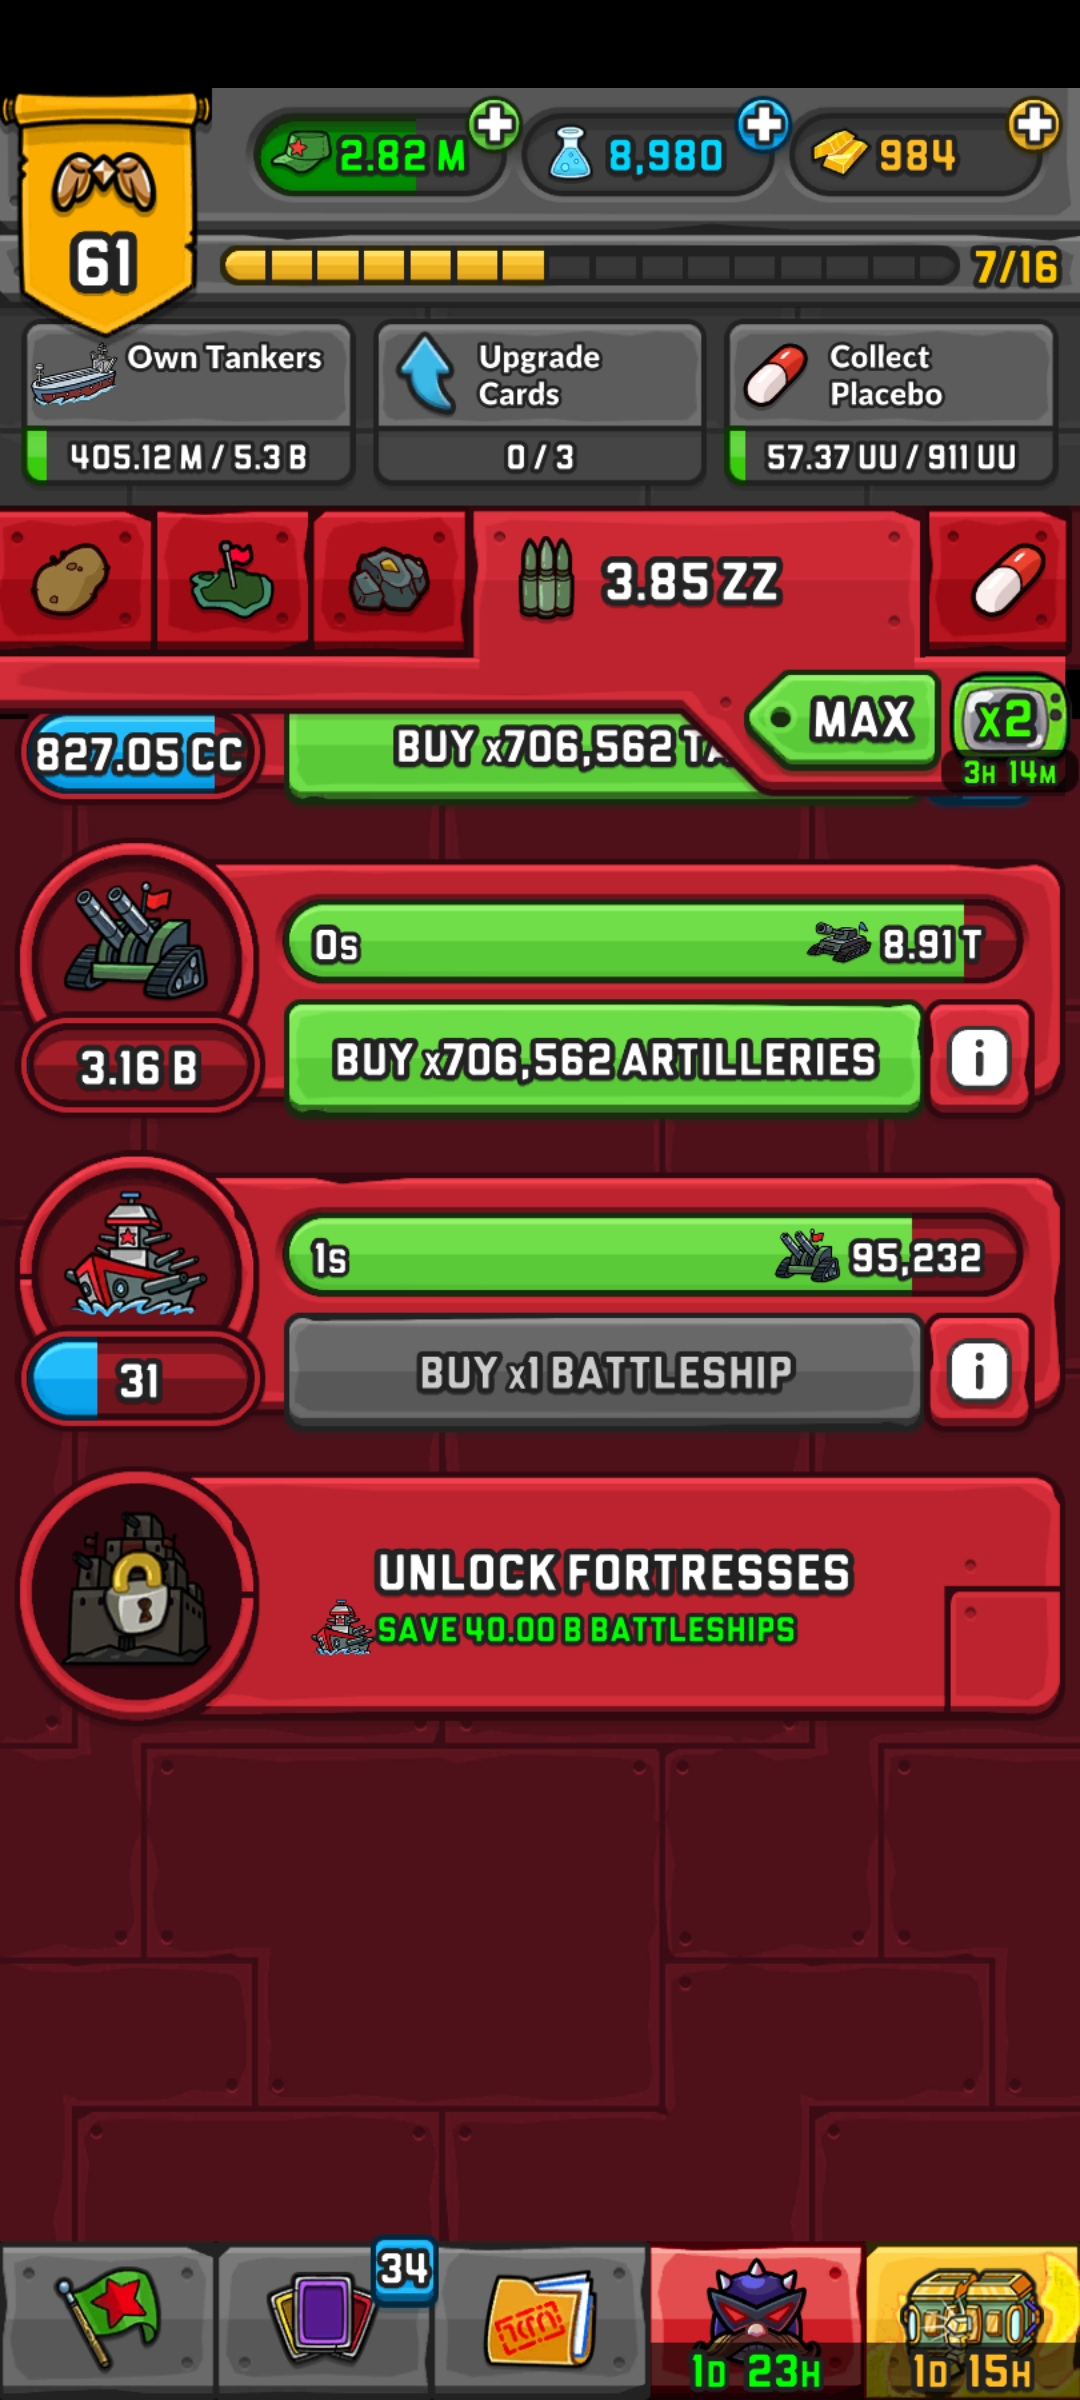 2.82 M
8,980
984
61
7/16
Own Tankers
405.12 M / 5.3 B
Upgrade
Cards
0 / 3
Collect
Placebo
57.37 UU / 911 UU
3.85 ZZ
MAX
x2
3H 14M
827.05 CC
BUY x706,562
0s
8.91 T
3.16 B
BUY x706,562 ARTILLERIES
i
1s
95,232
31
BUY x1 BATTLESHIP
i
UNLOCK FORTRESSES
SAVE 40.00 B BATTLESHIPS
34
1D 23H
1D 15H